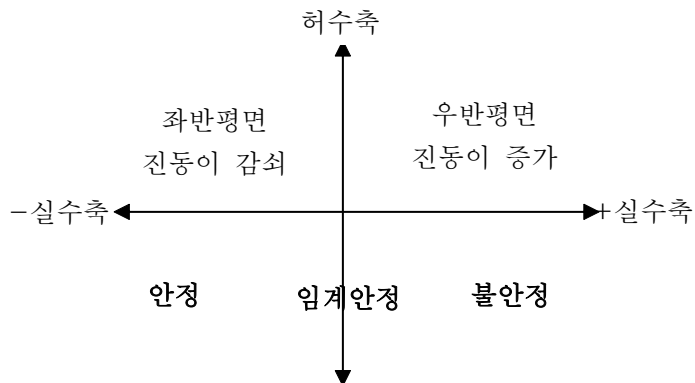 허수축
좌반평면
진동이 감쇠
우반평면
진동이 증가
-실수축
+실수축
안정
임계안정
불안정